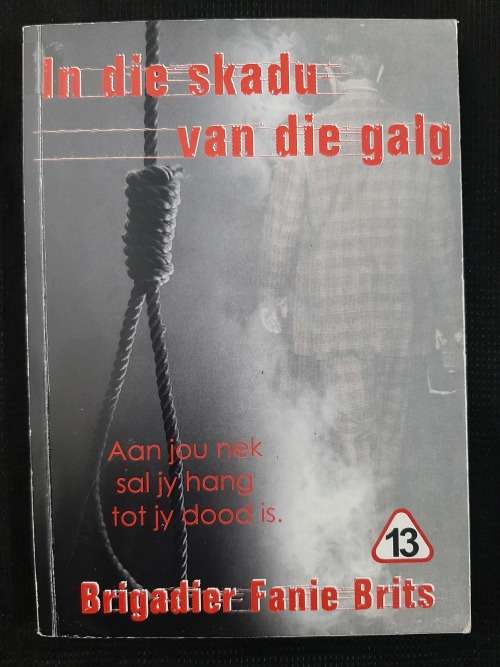 In die skadu
van die galg
Aan jou nek
sal jy hang
tot jy dood is.
13
Brigadier Fanie Brits